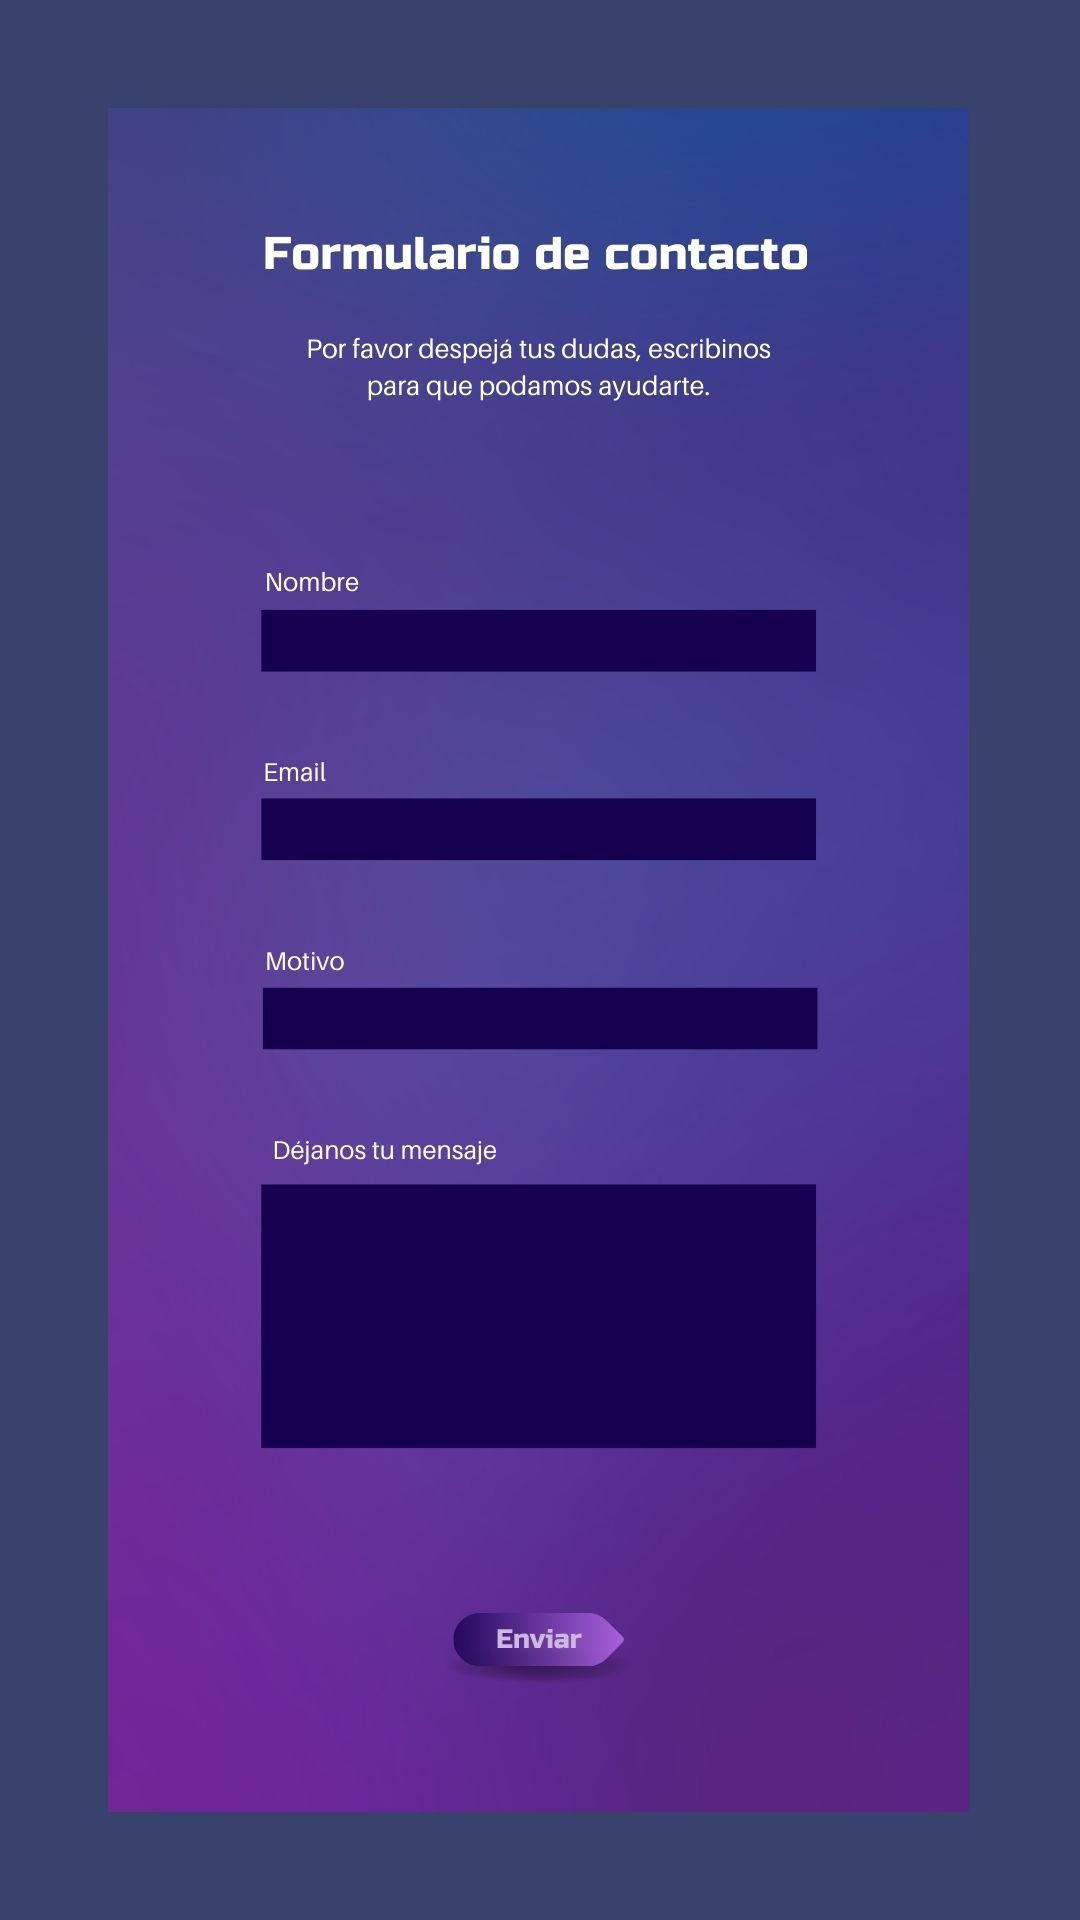 Formulario de contacto
Por favor despejá tus dudas, escribinos
para que podamos ayudarte.
Nombre
Email
Motivo
Déjanos tu mensaje
Enviar